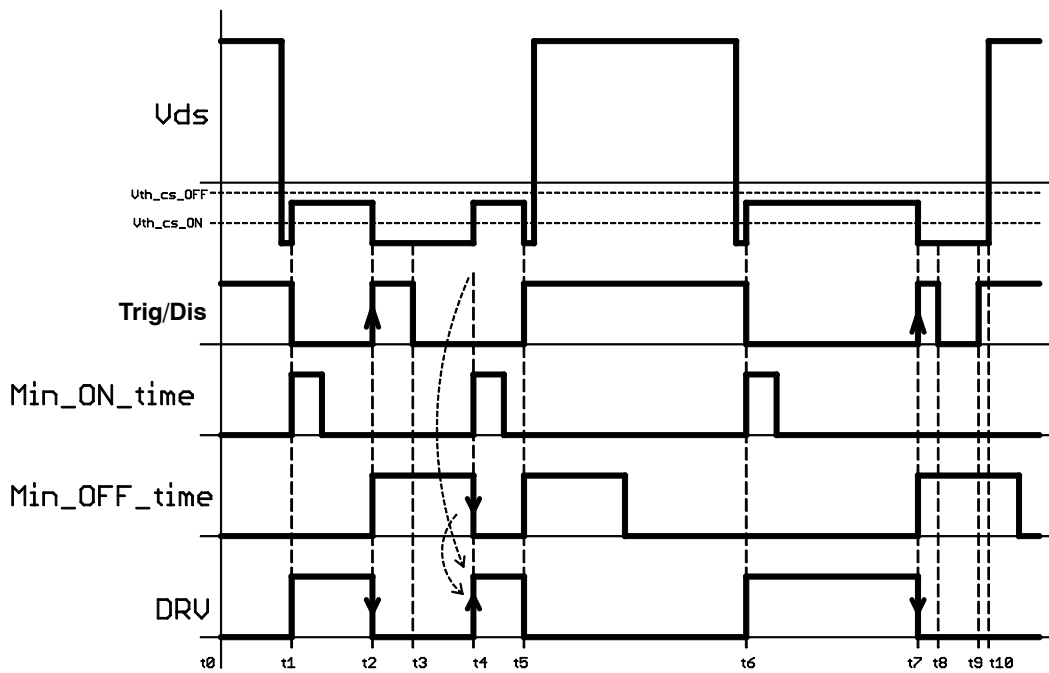 Vds
Vth_cs_OFF
Vth_cs_ON
Trig/Dis
Min_ON_time
Min_OFF_time
DRV
t0 t1 t2 t3 t4 t5 t6 t7 t8 t9 t10